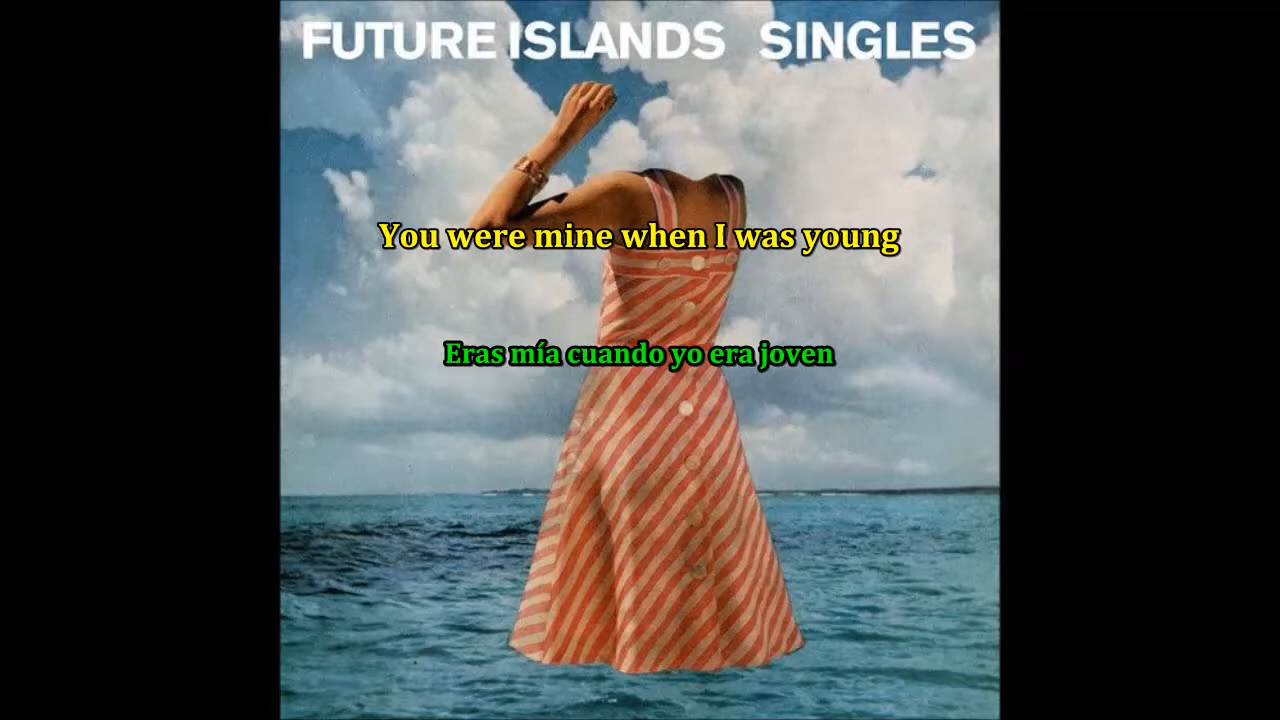 FUTURE ISLANDS SINGLES
You were mine when I was young
Eras mía cuando yo era joven